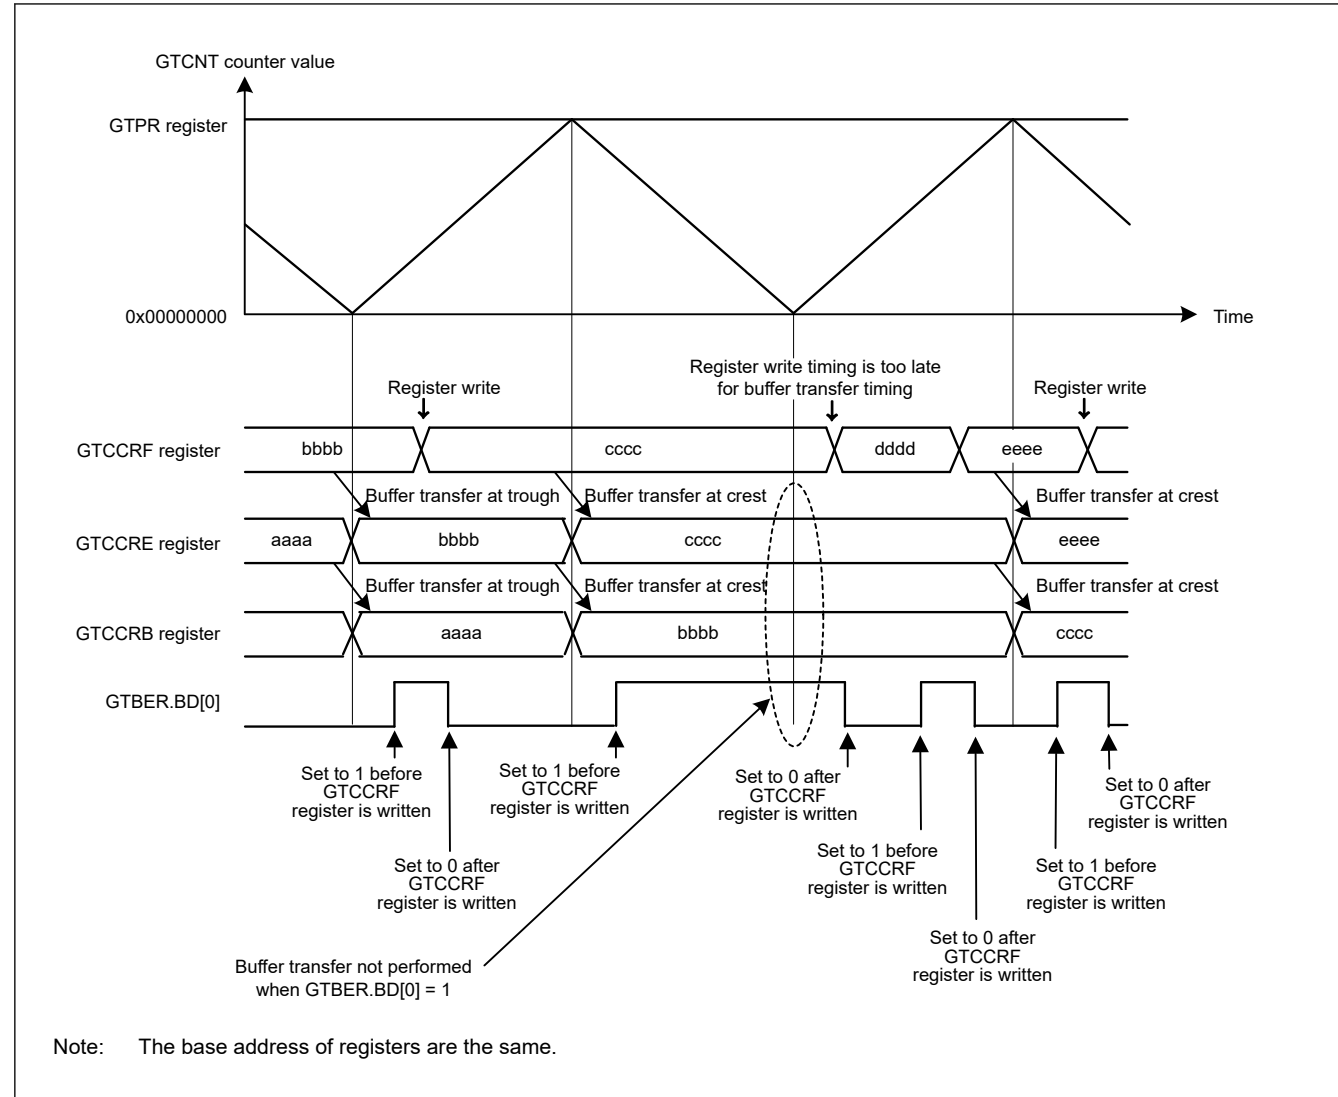 GTCNT counter value
GTPR register
0x00000000
Time
Register write timing is too late
for buffer transfer timing
Register write
Register write
GTCCRF register
bbbb
cccc
dddd
eeee
Buffer transfer at trough
Buffer transfer at crest
Buffer transfer at crest
GTCCRE register
aaaa
bbbb
cccc
eeee
Buffer transfer at trough
Buffer transfer at crest
Buffer transfer at crest
GTCCRB register
aaaa
bbbb
cccc
GTBER.BD[0]
Set to 1 before
GTCCRF
register is written
Set to 0 after
GTCCRF
register is written
Set to 1 before
GTCCRF
register is written
Set to 0 after
GTCCRF
register is written
Set to 1 before
GTCCRF
register is written
Set to 0 after
GTCCRF
register is written
Set to 1 before
GTCCRF
register is written
Set to 0 after
GTCCRF
register is written
Buffer transfer not performed
when GTBER.BD[0] = 1
Note: The base address of registers are the same.